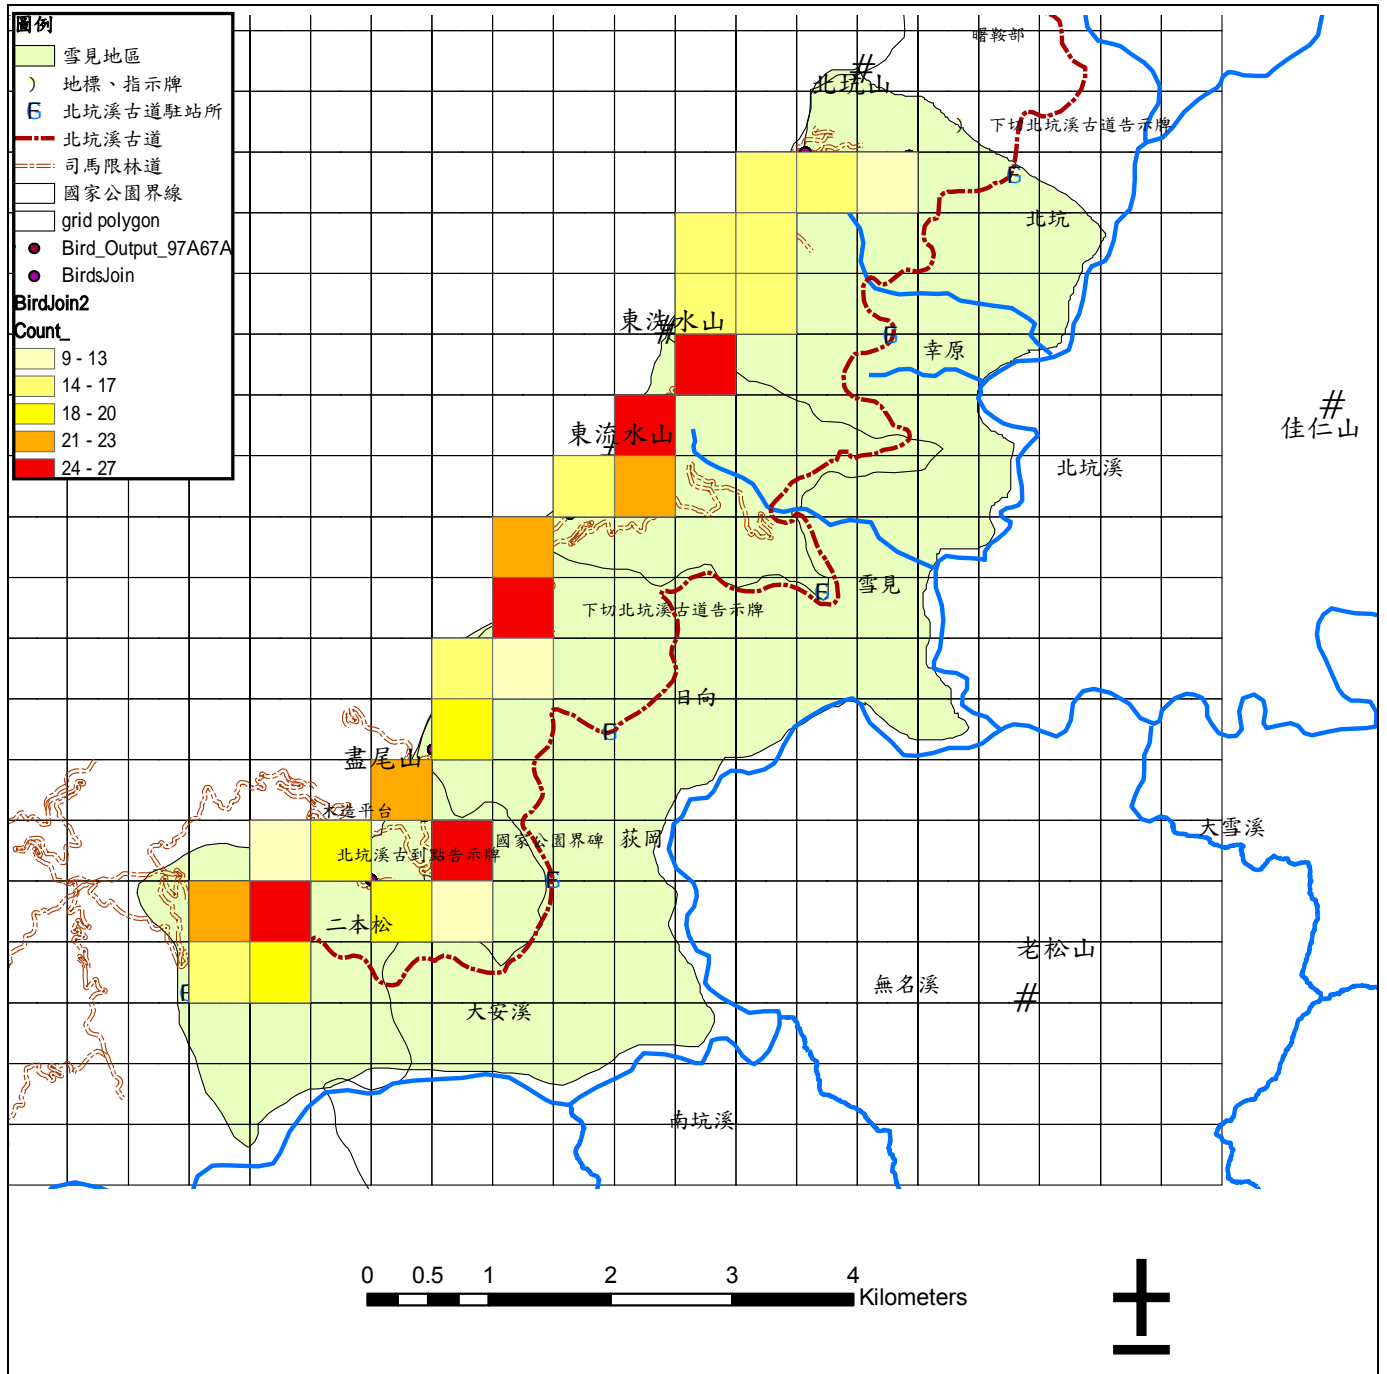 圖例
雪見地區
地標、指示牌
北坑溪古道駐站所
北坑溪古道
司馬限林道
國家公園界線
grid polygon
Bird_Output_97A67A
BirdsJoin
BirdJoin2
Count_
9 - 13
14 - 17
18 - 20
21 - 23
24 - 27
曙鞍部
北坑山
下切北坑溪古道告示牌
北坑
東洗水山
幸原
佳仁山
東流水山
北坑溪
雪見
下切北坑溪古道告示牌
日向
盡尾山
木造平台
國家公園界碑
荻岡
大雪溪
北坑溪古到點告示牌
二本松
老松山
無名溪
大安溪
南坑溪
0 0.5 1 2 3 4
Kilometers